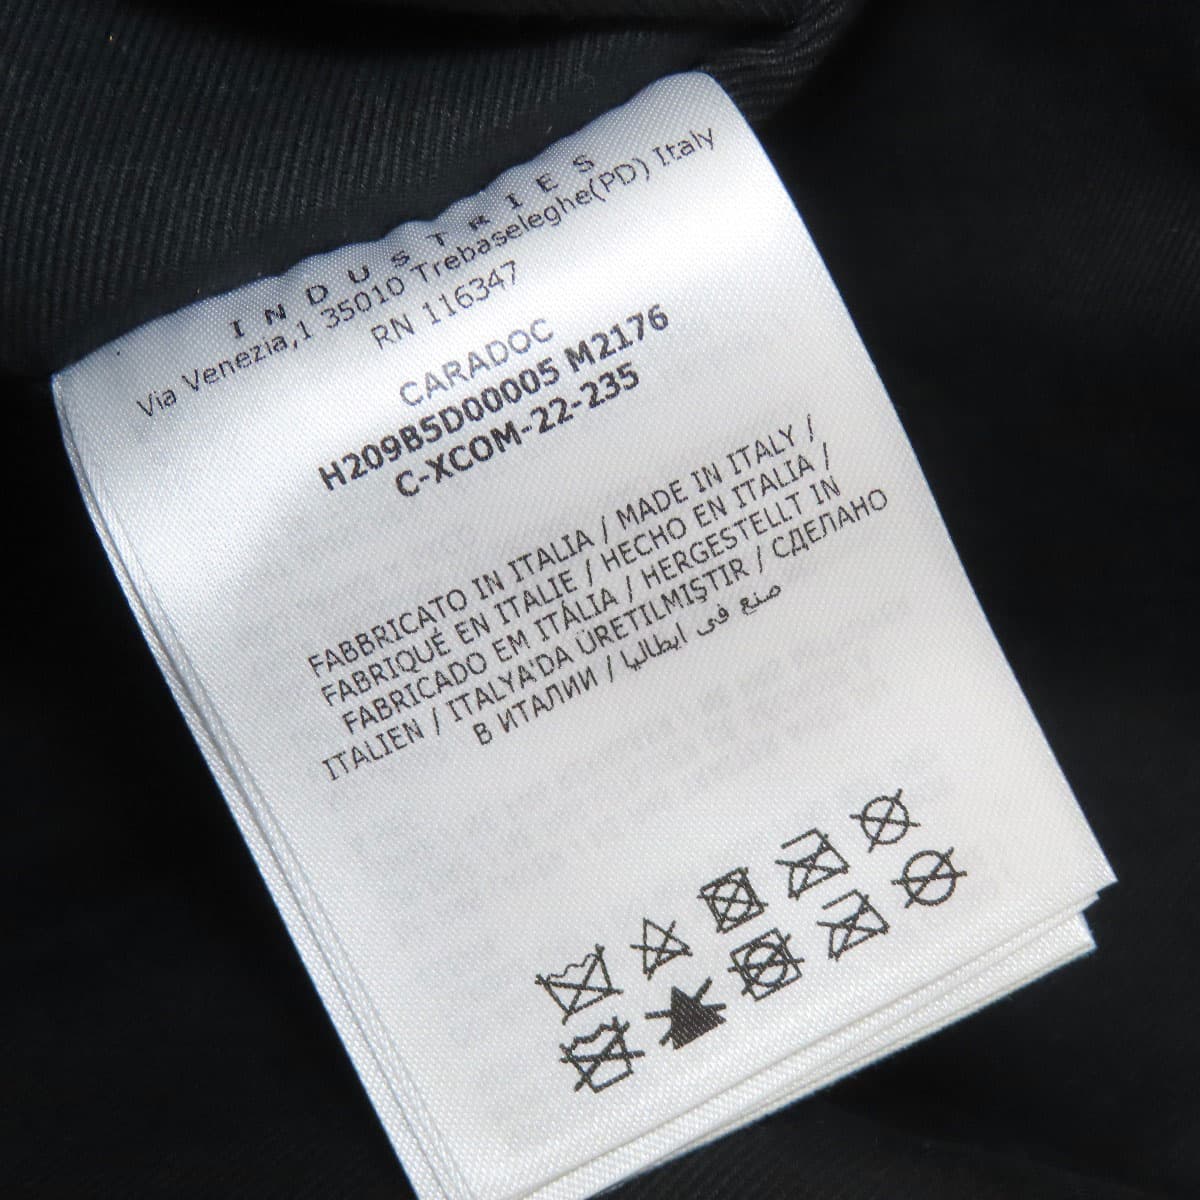 INDUSTRIES
Via Venezia,1 35010 Trebaseleghe(PD) Italy
RN 116347
CARADOC
H209B5D00005 M2176
C-XCOM-22-235
FABBRICATO IN ITALIA / MADE IN ITALY /
FABRIQUÉ EN ITALIE / HECHO EN ITALIA /
FABRICADO EM ITÁLIA / HERGESTELLT IN
ITALIEN / ITALYA'DA ÜRETILMIŞTIR / СДЕЛАНО
В ИТАЛИИ / صنع في ايطاليا